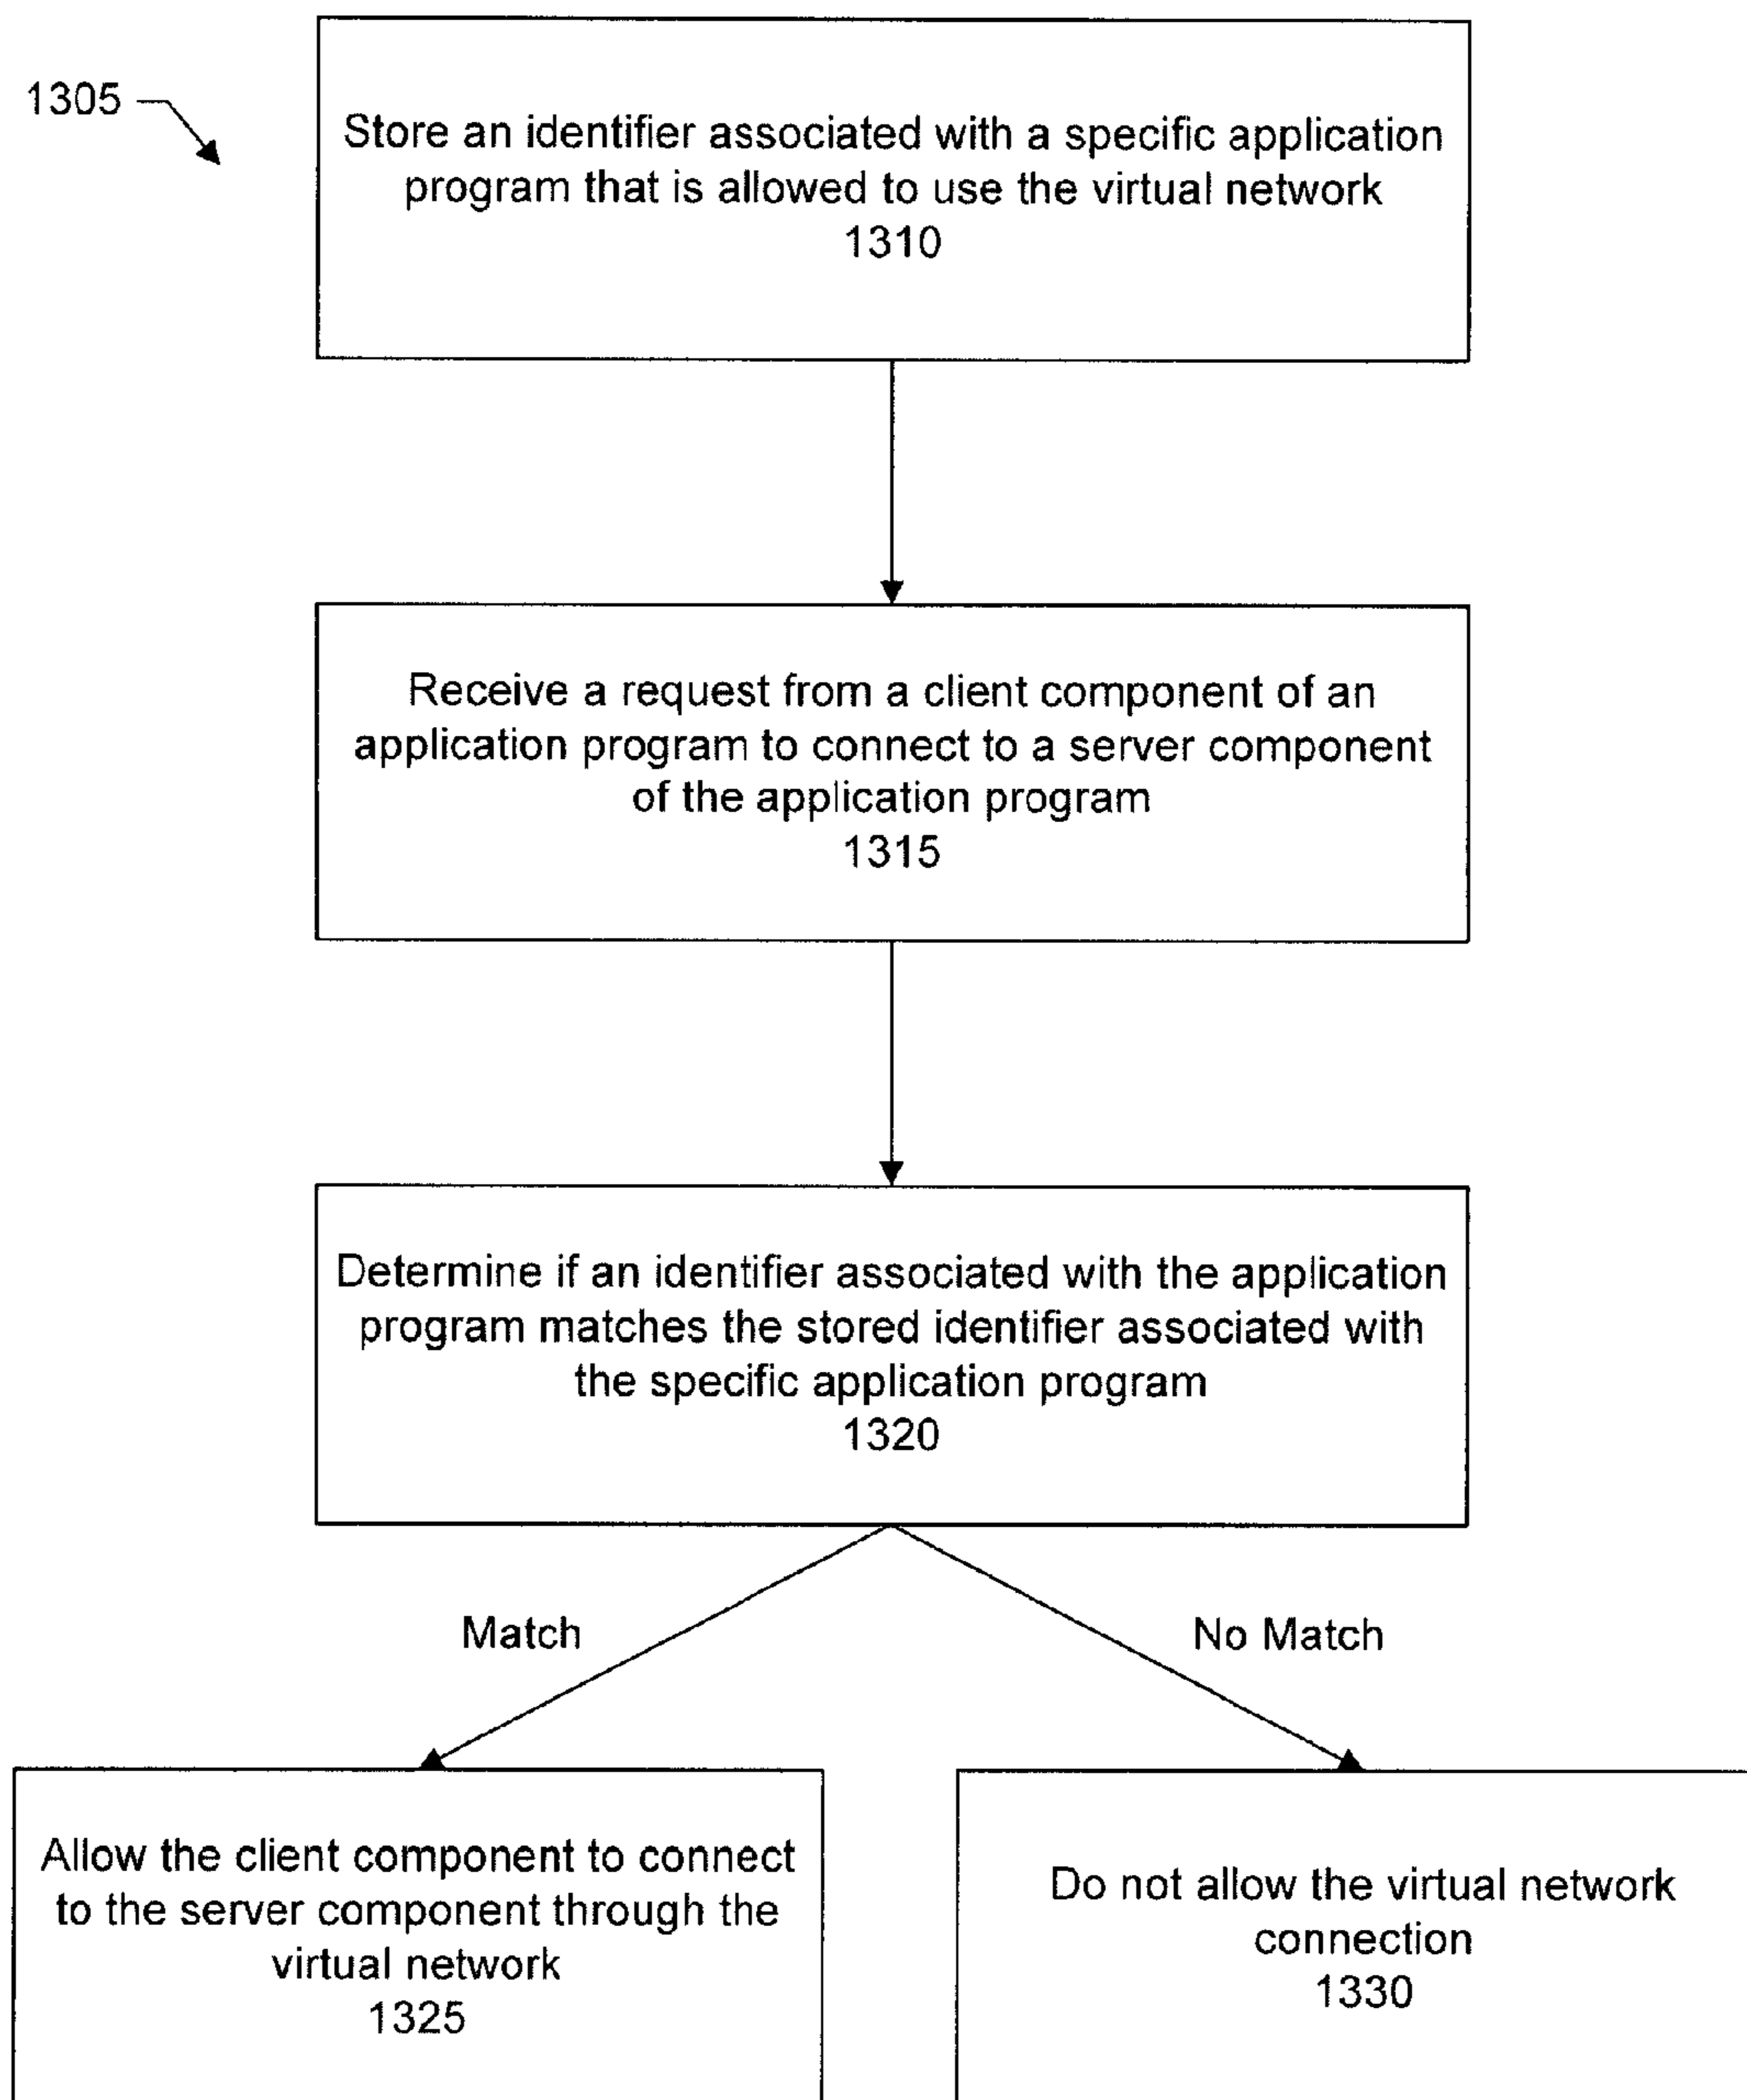 1305
Store an identifier associated with a specific application
program that is allowed to use the virtual network
1310
Receive a request from a client component of an
application program to connect to a server component
of the application program
1315
Determine if an identifier associated with the application
program matches the stored identifier associated with
the specific application program
1320
Match
No Match
Allow the client component to connect
to the server component through the
virtual network
1325
Do not allow the virtual network
connection
1330